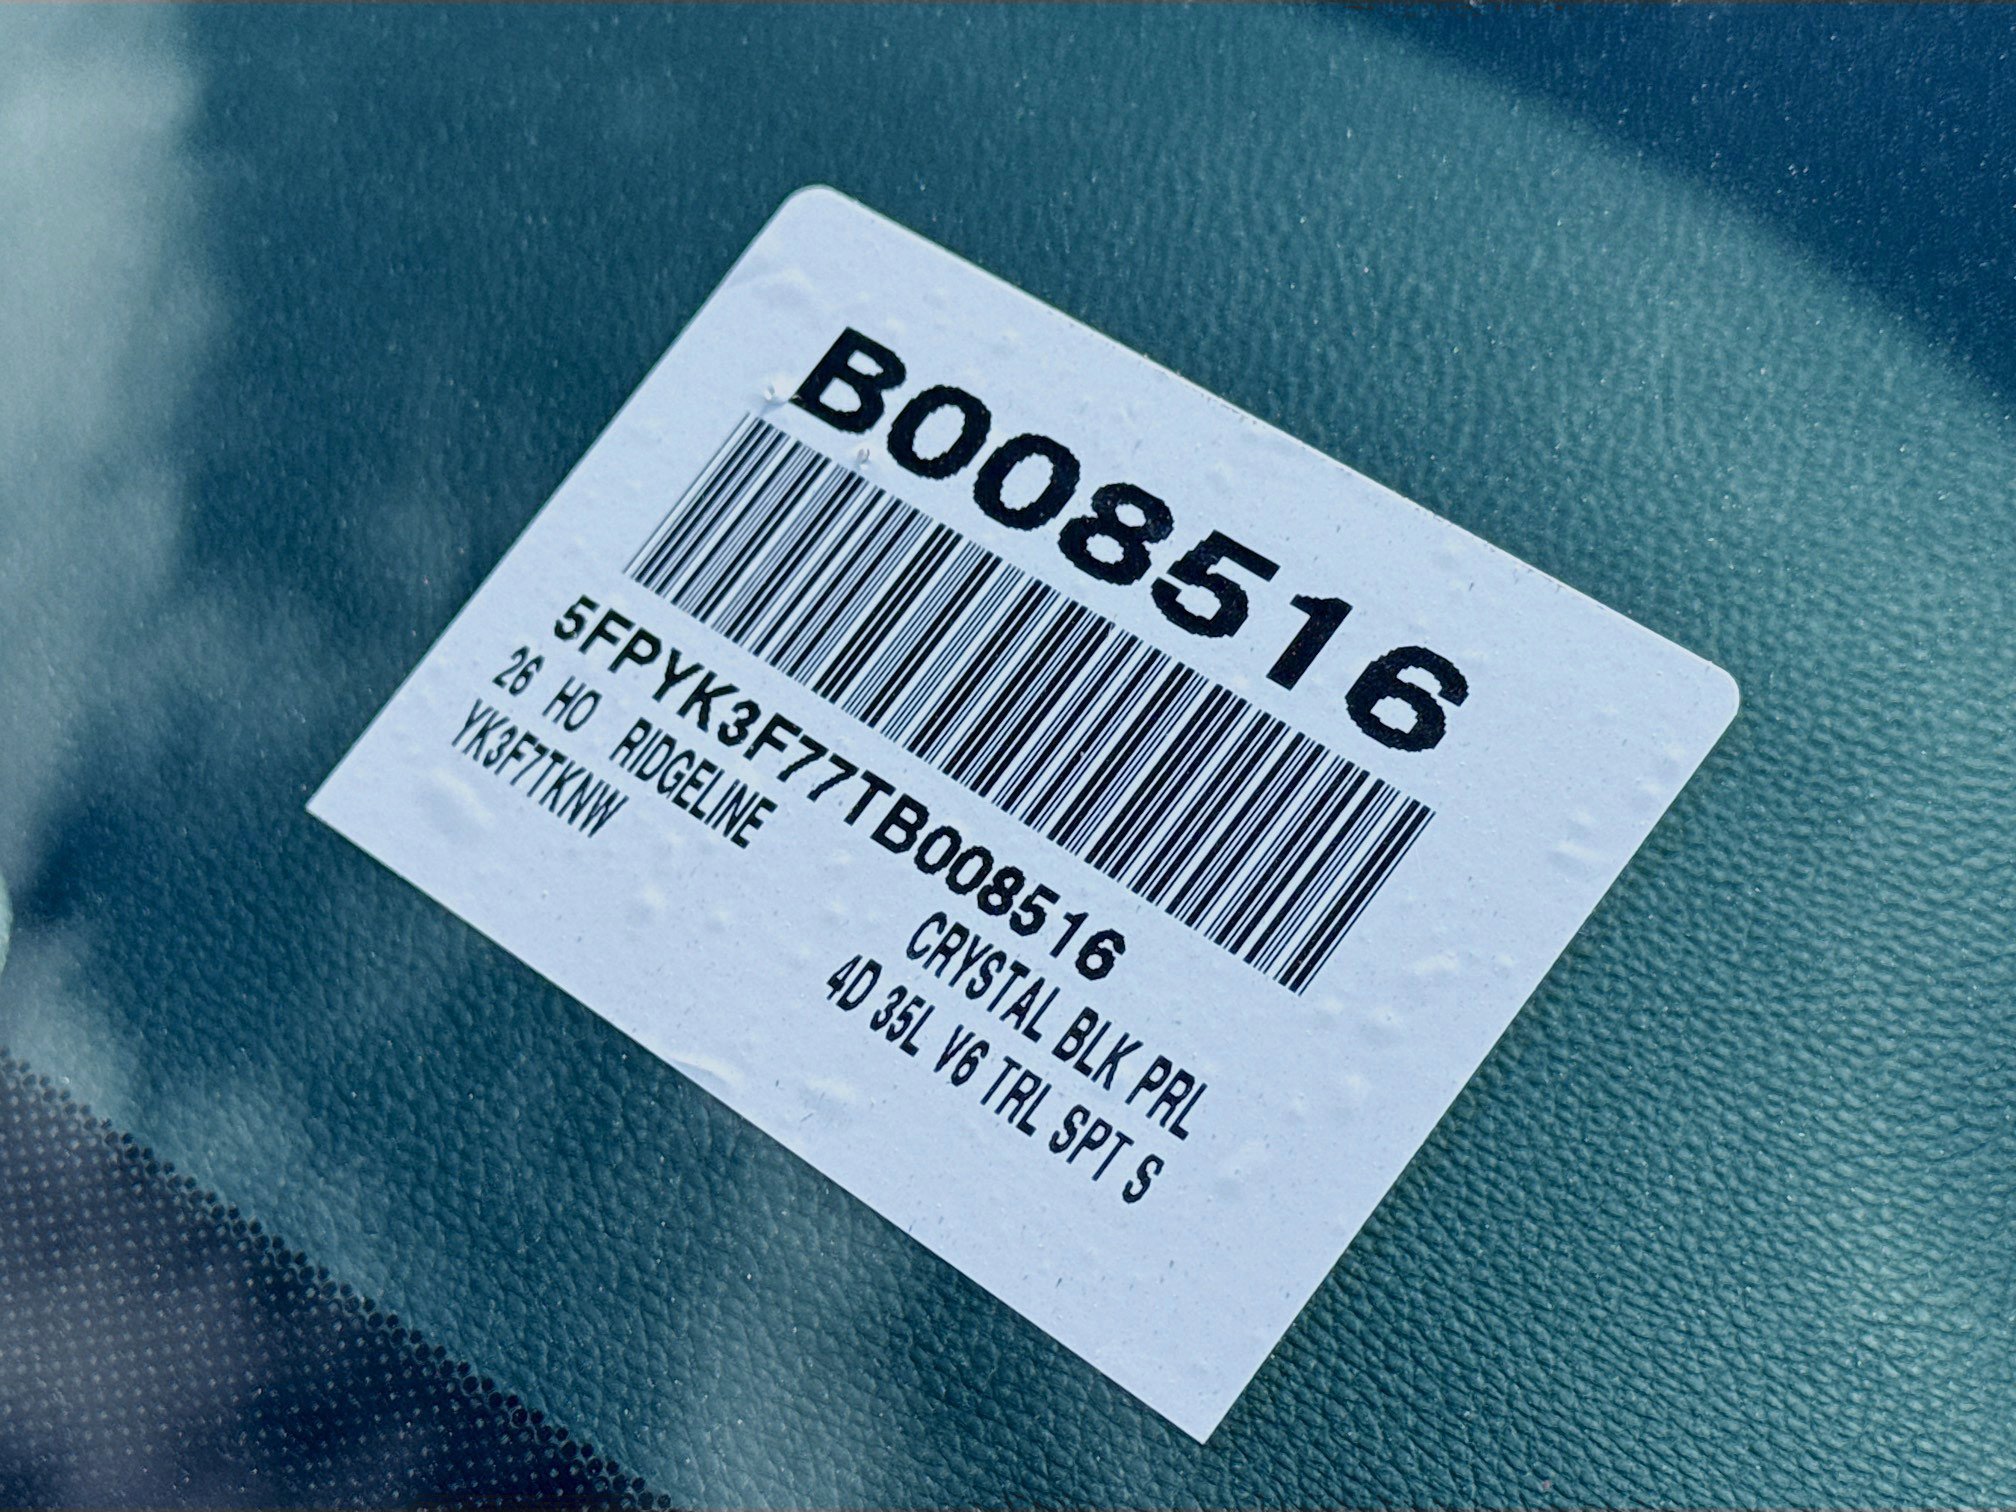 B008516
5FPYK3F77TB008516
26 HO RIDGELINE CRYSTAL BLK PRL
YK3F7TKNW 4D 35L V6 TRL SPT S